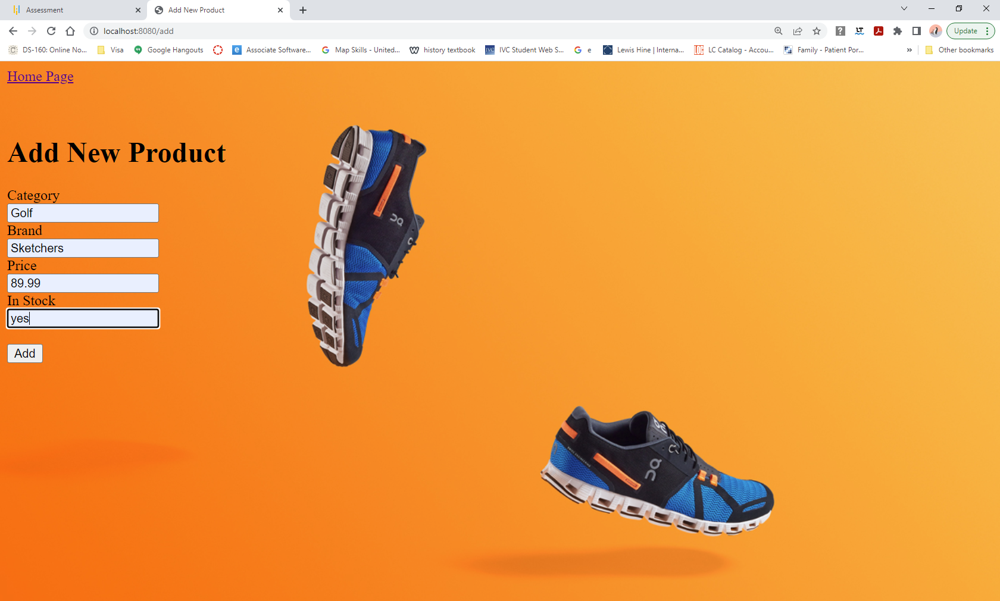 Assessment
Add New Product
localhost:8080/add
Update
DS-160: Online No...
Visa
Google Hangouts
Associate Software...
Map Skills - United...
history textbook
IVC Student Web S...
e
Lewis Hine | Interna...
LC Catalog - Accou...
Family - Patient Por...
Other bookmarks
Home Page
Add New Product
Category
Golf
Brand
Sketchers
Price
89.99
In Stock
yes
Add